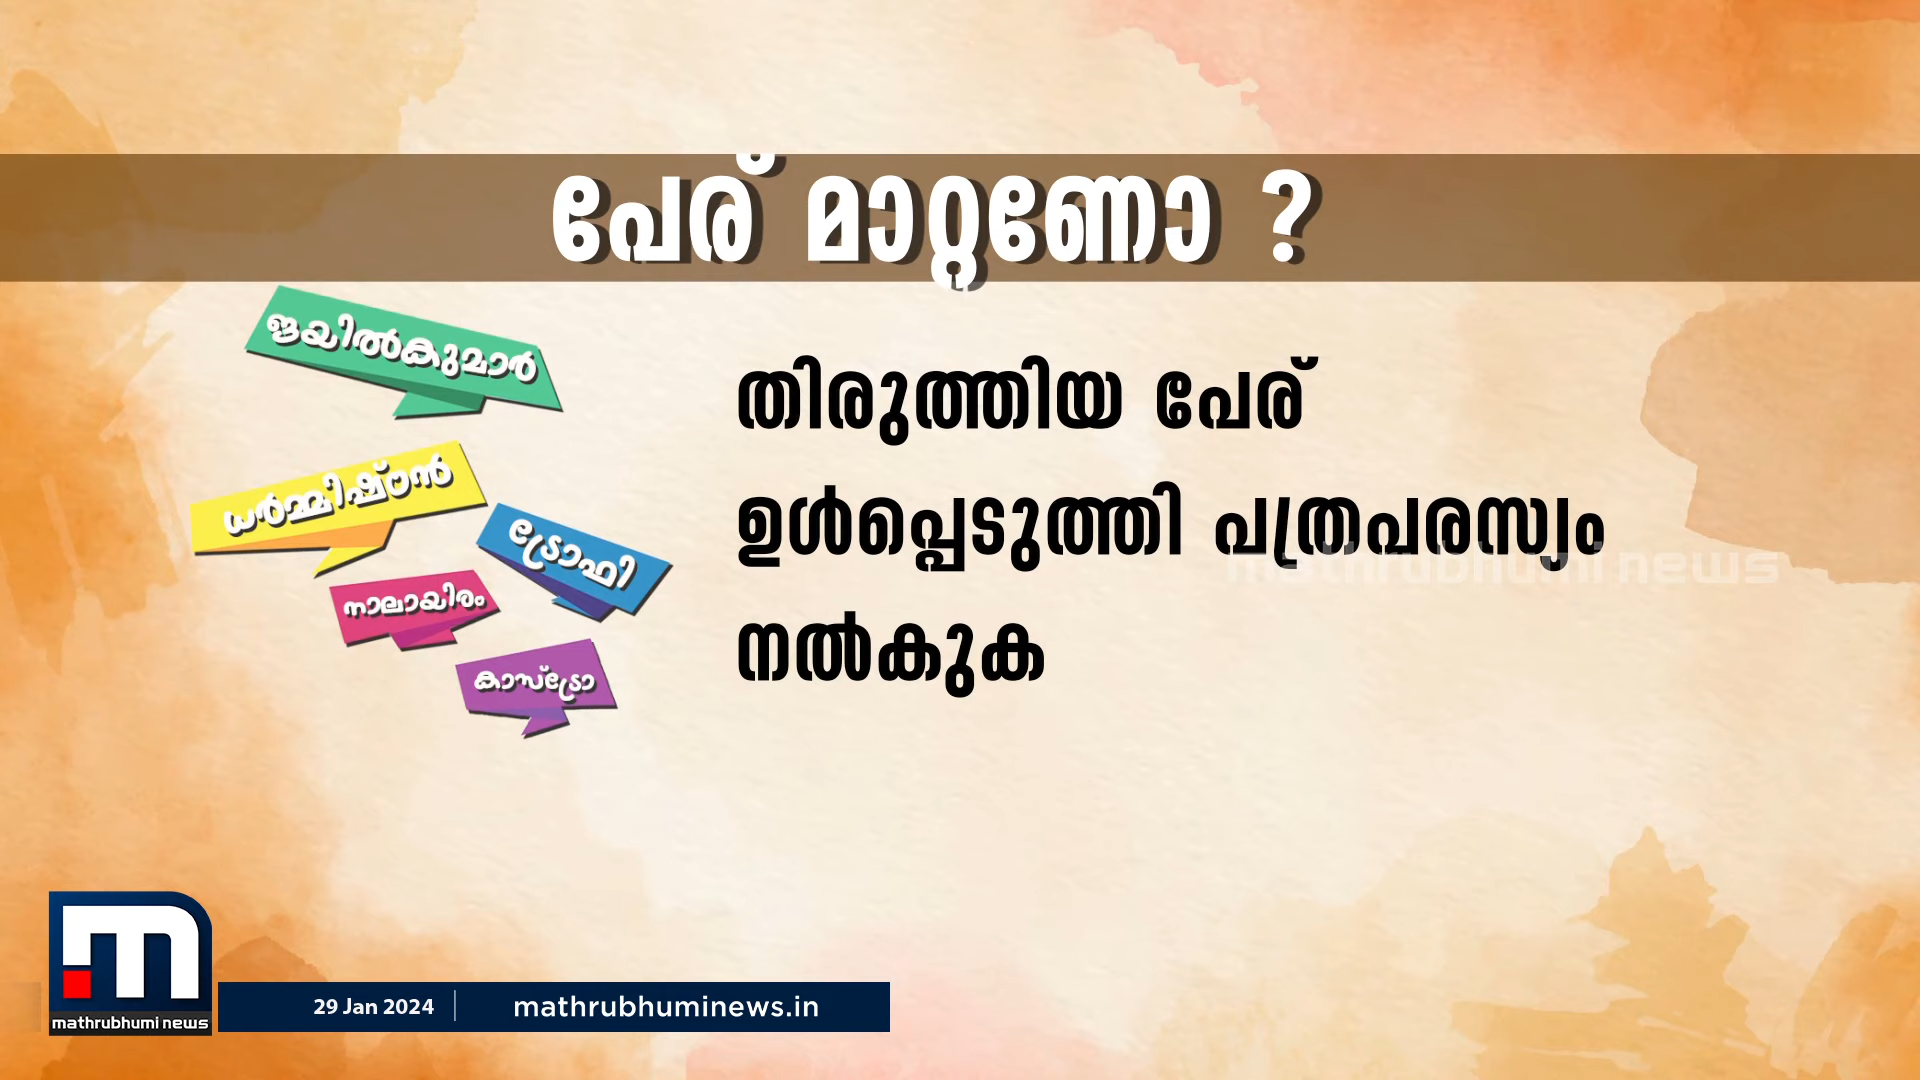 പേര് മാറ്റണോ ?
ജയിൽകുമാർ
ധർമ്മിഷ്ഠൻ
ട്രോഫി
നാലായിരം
കാസ്ട്രോ
തിരുത്തിയ പേര്
ഉൾപ്പെടുത്തി പത്രപരസ്യം
നൽകുക
mathrubhumi news
mathrubhumi news
29 Jan 2024
mathrubhuminews.in